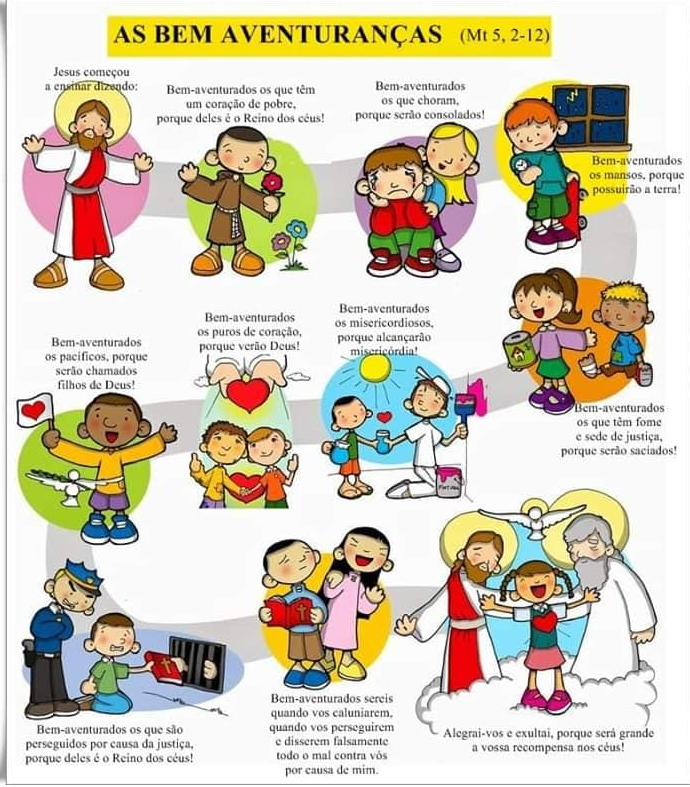 AS BEM AVENTURANÇAS (Mt 5, 2-12)
Jesus começou
a ensinar dizendo:
Bem-aventurados os que têm
um coração de pobre,
porque deles é o Reino dos céus!
Bem-aventurados
os que choram,
porque serão consolados!
Bem-aventurados
os mansos, porque
possuirão a terra!
Bem-aventurados
os que têm fome
e sede de justiça,
porque serão saciados!
Bem-aventurados
os misericordiosos,
porque alcançarão
misericórdia!
Bem-aventurados
os puros de coração,
porque verão Deus!
Bem-aventurados
os pacíficos, porque
serão chamados
filhos de Deus!
Bem-aventurados os que são
perseguidos por causa da justiça,
porque deles é o Reino dos céus!
Bem-aventurados sereis
quando vos caluniarem,
quando vos perseguirem
e disserem falsamente
todo o mal contra vós
por causa de mim.
Alegrai-vos e exultai, porque será grande
a vossa recompensa nos céus!